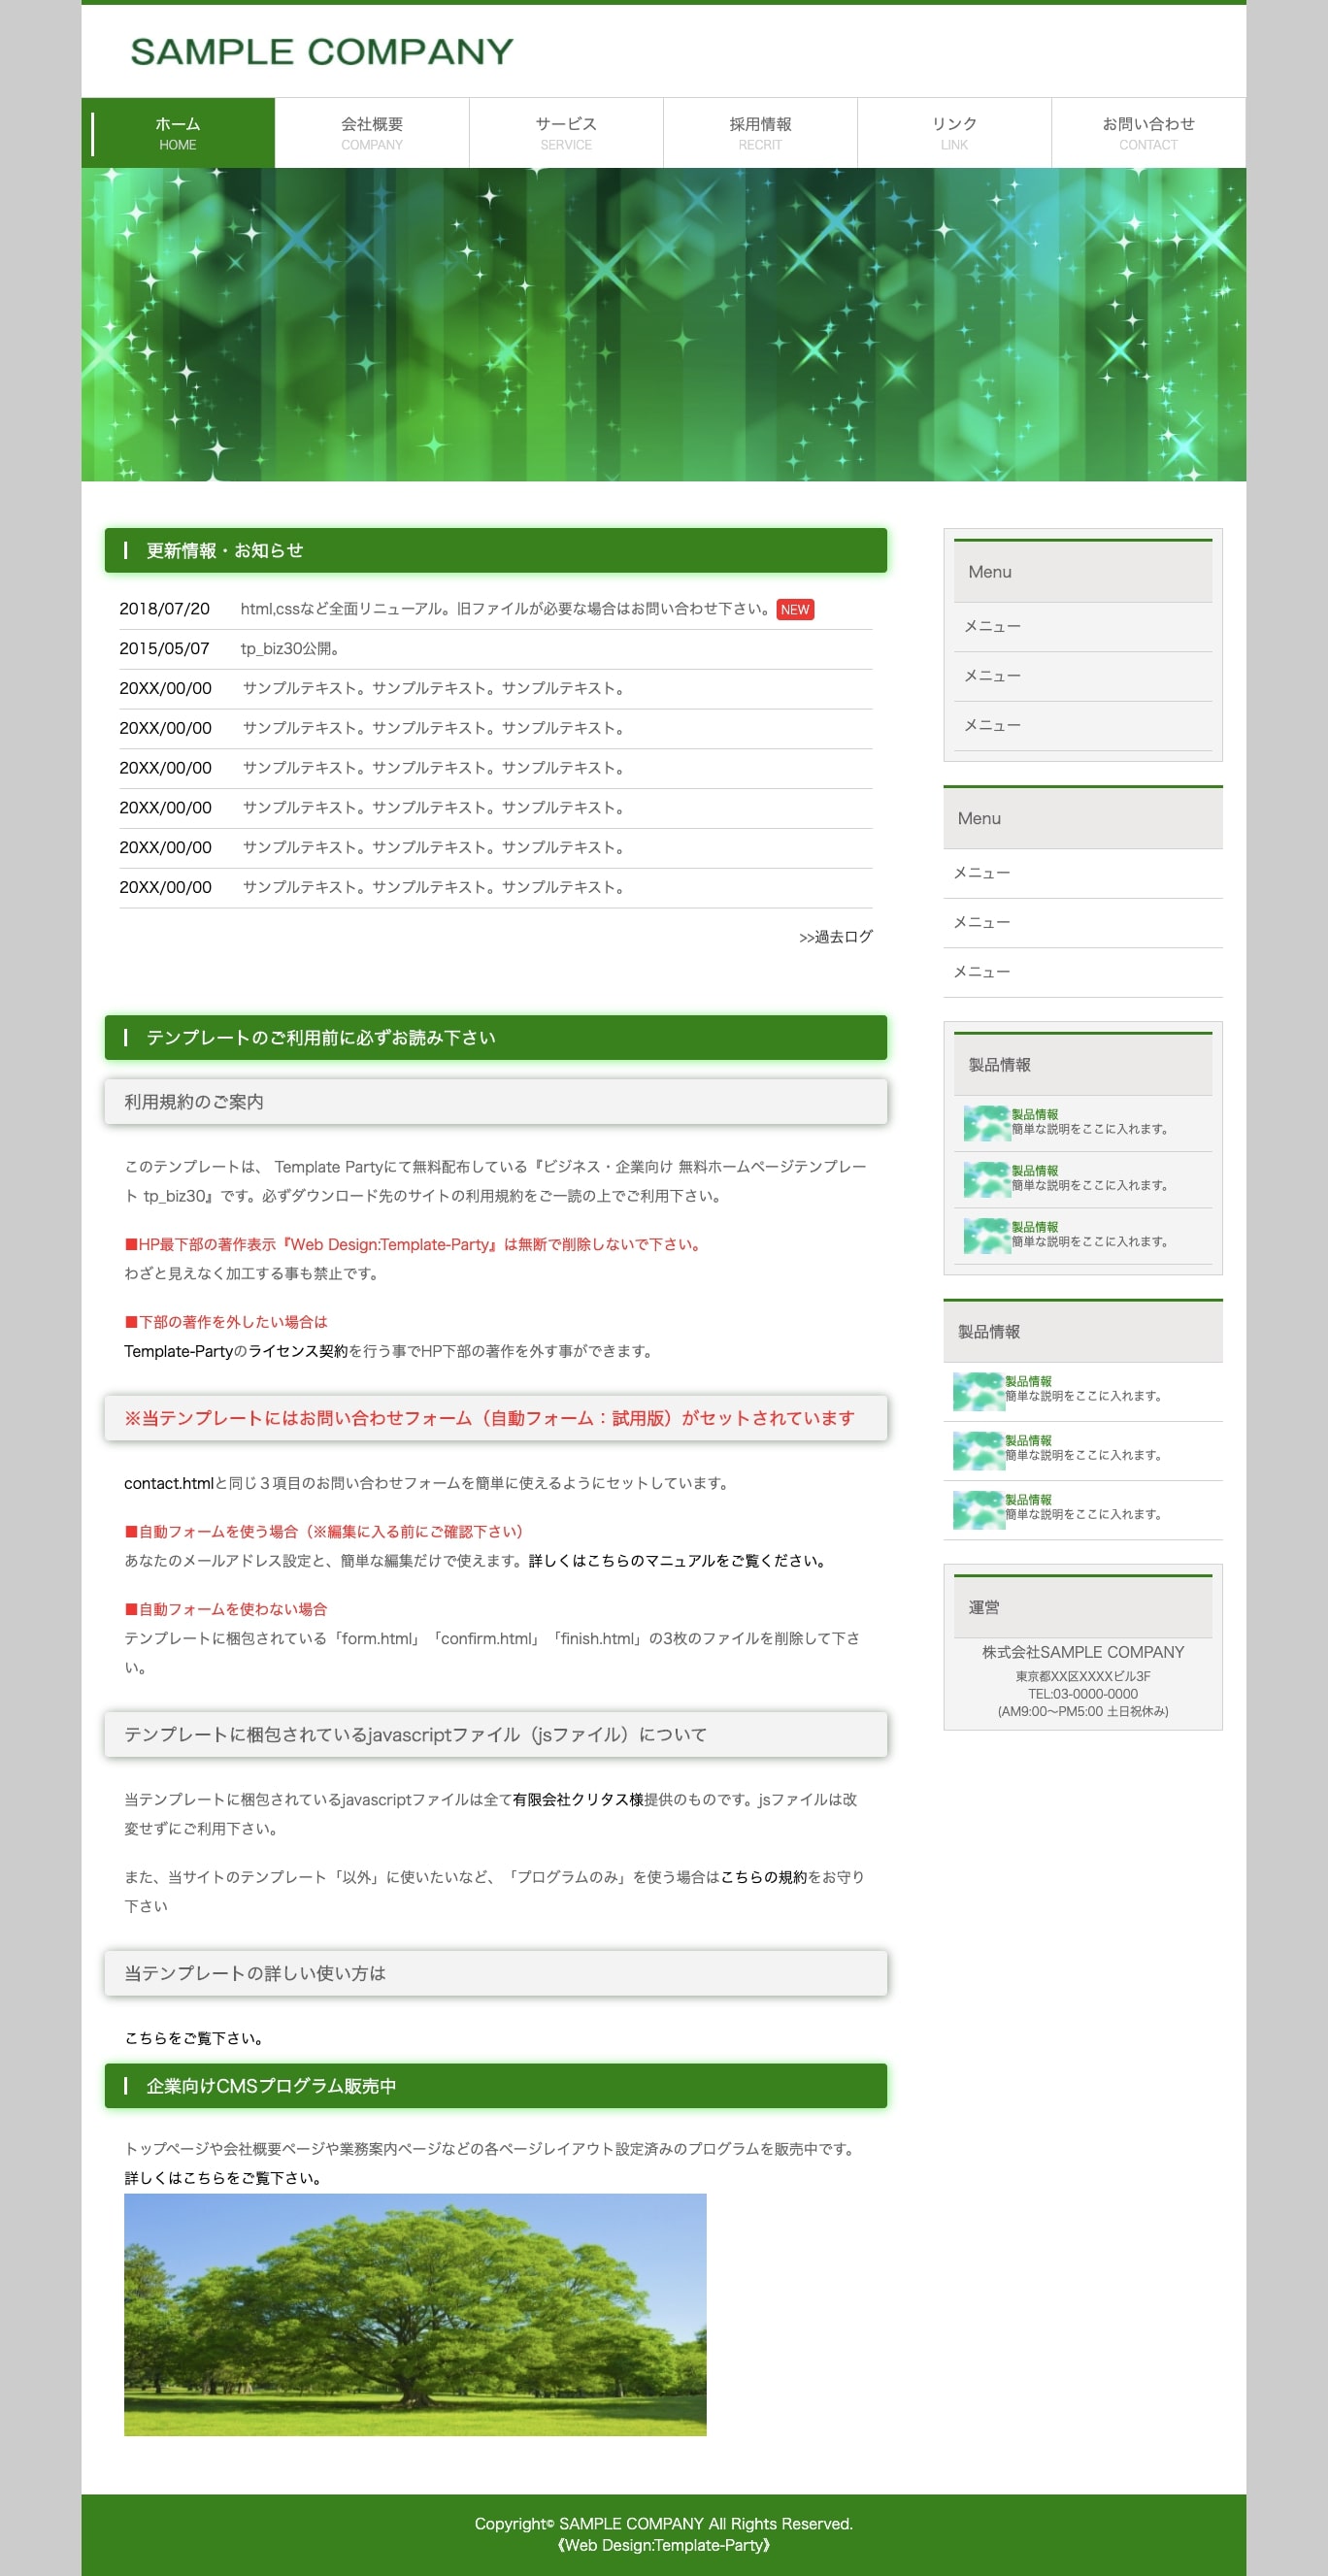 SAMPLE COMPANY
ホーム
HOME
会社概要
COMPANY
サービス
SERVICE
採用情報
RECRIT
リンク
LINK
お問い合わせ
CONTACT
更新情報・お知らせ
2018/07/20 html,cssなど全面リニューアル。旧ファイルが必要な場合はお問い合わせ下さい。NEW
2015/05/07 tp_biz30公開。
20XX/00/00 サンプルテキスト。サンプルテキスト。サンプルテキスト。
20XX/00/00 サンプルテキスト。サンプルテキスト。サンプルテキスト。
20XX/00/00 サンプルテキスト。サンプルテキスト。サンプルテキスト。
20XX/00/00 サンプルテキスト。サンプルテキスト。サンプルテキスト。
20XX/00/00 サンプルテキスト。サンプルテキスト。サンプルテキスト。
20XX/00/00 サンプルテキスト。サンプルテキスト。サンプルテキスト。
>>過去ログ
テンプレートのご利用前に必ずお読み下さい
利用規約のご案内
このテンプレートは、 Template Partyにて無料配布している『ビジネス・企業向け 無料ホームページテンプレー
ト tp_biz30』です。必ずダウンロード先のサイトの利用規約をご一読の上でご利用下さい。
■HP最下部の著作表示『Web Design:Template-Party』は無断で削除しないで下さい。
わざと見えなく加工する事も禁止です。
■下部の著作を外したい場合は
Template-Partyのライセンス契約を行う事でHP下部の著作を外す事ができます。
※当テンプレートにはお問い合わせフォーム（自動フォーム：試用版）がセットされています
contact.htmlと同じ３項目のお問い合わせフォームを簡単に使えるようにセットしています。
■自動フォームを使う場合（※編集に入る前にご確認下さい）
あなたのメールアドレス設定と、簡単な編集だけで使えます。詳しくはこちらのマニュアルをご覧ください。
■自動フォームを使わない場合
テンプレートに梱包されている「form.html」「confirm.html」「finish.html」の3枚のファイルを削除して下さ
い。
テンプレートに梱包されているjavascriptファイル（jsファイル）について
当テンプレートに梱包されているjavascriptファイルは全て有限会社クリタス様提供のものです。jsファイルは改
変せずにご利用下さい。
また、当サイトのテンプレート「以外」に使いたいなど、「プログラムのみ」を使う場合はこちらの規約をお守り
下さい
当テンプレートの詳しい使い方は
こちらをご覧下さい。
企業向けCMSプログラム販売中
トップページや会社概要ページや業務案内ページなどの各ページレイアウト設定済みのプログラムを販売中です。
詳しくはこちらをご覧下さい。
Menu
メニュー
メニュー
メニュー
Menu
メニュー
メニュー
メニュー
製品情報
製品情報
簡単な説明をここに入れます。
製品情報
簡単な説明をここに入れます。
製品情報
簡単な説明をここに入れます。
製品情報
製品情報
簡単な説明をここに入れます。
製品情報
簡単な説明をここに入れます。
製品情報
簡単な説明をここに入れます。
運営
株式会社SAMPLE COMPANY
東京都XX区XXXXビル3F
TEL:03-0000-0000
(AM9:00〜PM5:00 土日祝休み)
Copyright© SAMPLE COMPANY All Rights Reserved.
《Web Design:Template-Party》